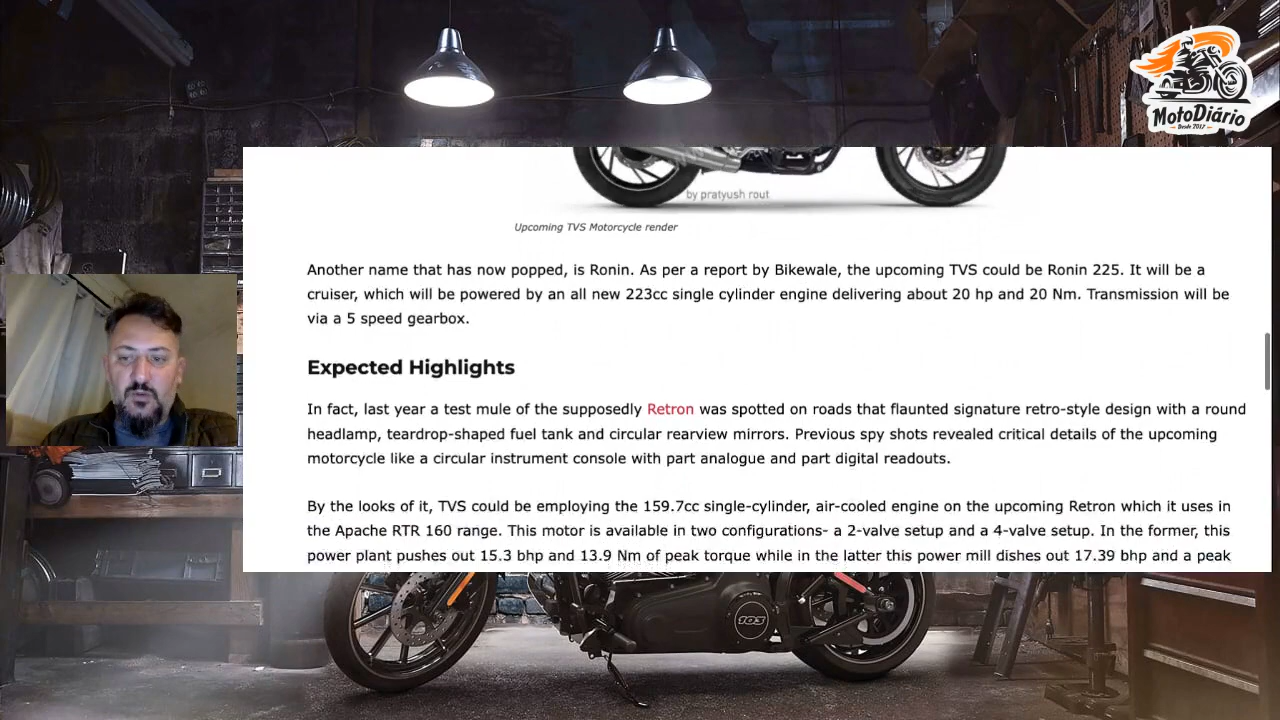 MotoDiário
Desde 2017
by pratyush rout
Upcoming TVS Motorcycle render
Another name that has now popped, is Ronin. As per a report by Bikewale, the upcoming TVS could be Ronin 225. It will be a
cruiser, which will be powered by an all new 223cc single cylinder engine delivering about 20 hp and 20 Nm. Transmission will be
via a 5 speed gearbox.
Expected Highlights
In fact, last year a test mule of the supposedly Retron was spotted on roads that flaunted signature retro-style design with a round
headlamp, teardrop-shaped fuel tank and circular rearview mirrors. Previous spy shots revealed critical details of the upcoming
motorcycle like a circular instrument console with part analogue and part digital readouts.
By the looks of it, TVS could be employing the 159.7cc single-cylinder, air-cooled engine on the upcoming Retron which it uses in
the Apache RTR 160 range. This motor is available in two configurations- a 2-valve setup and a 4-valve setup. In the former, this
power plant pushes out 15.3 bhp and 13.9 Nm of peak torque while in the latter this power mill dishes out 17.39 bhp and a peak
103